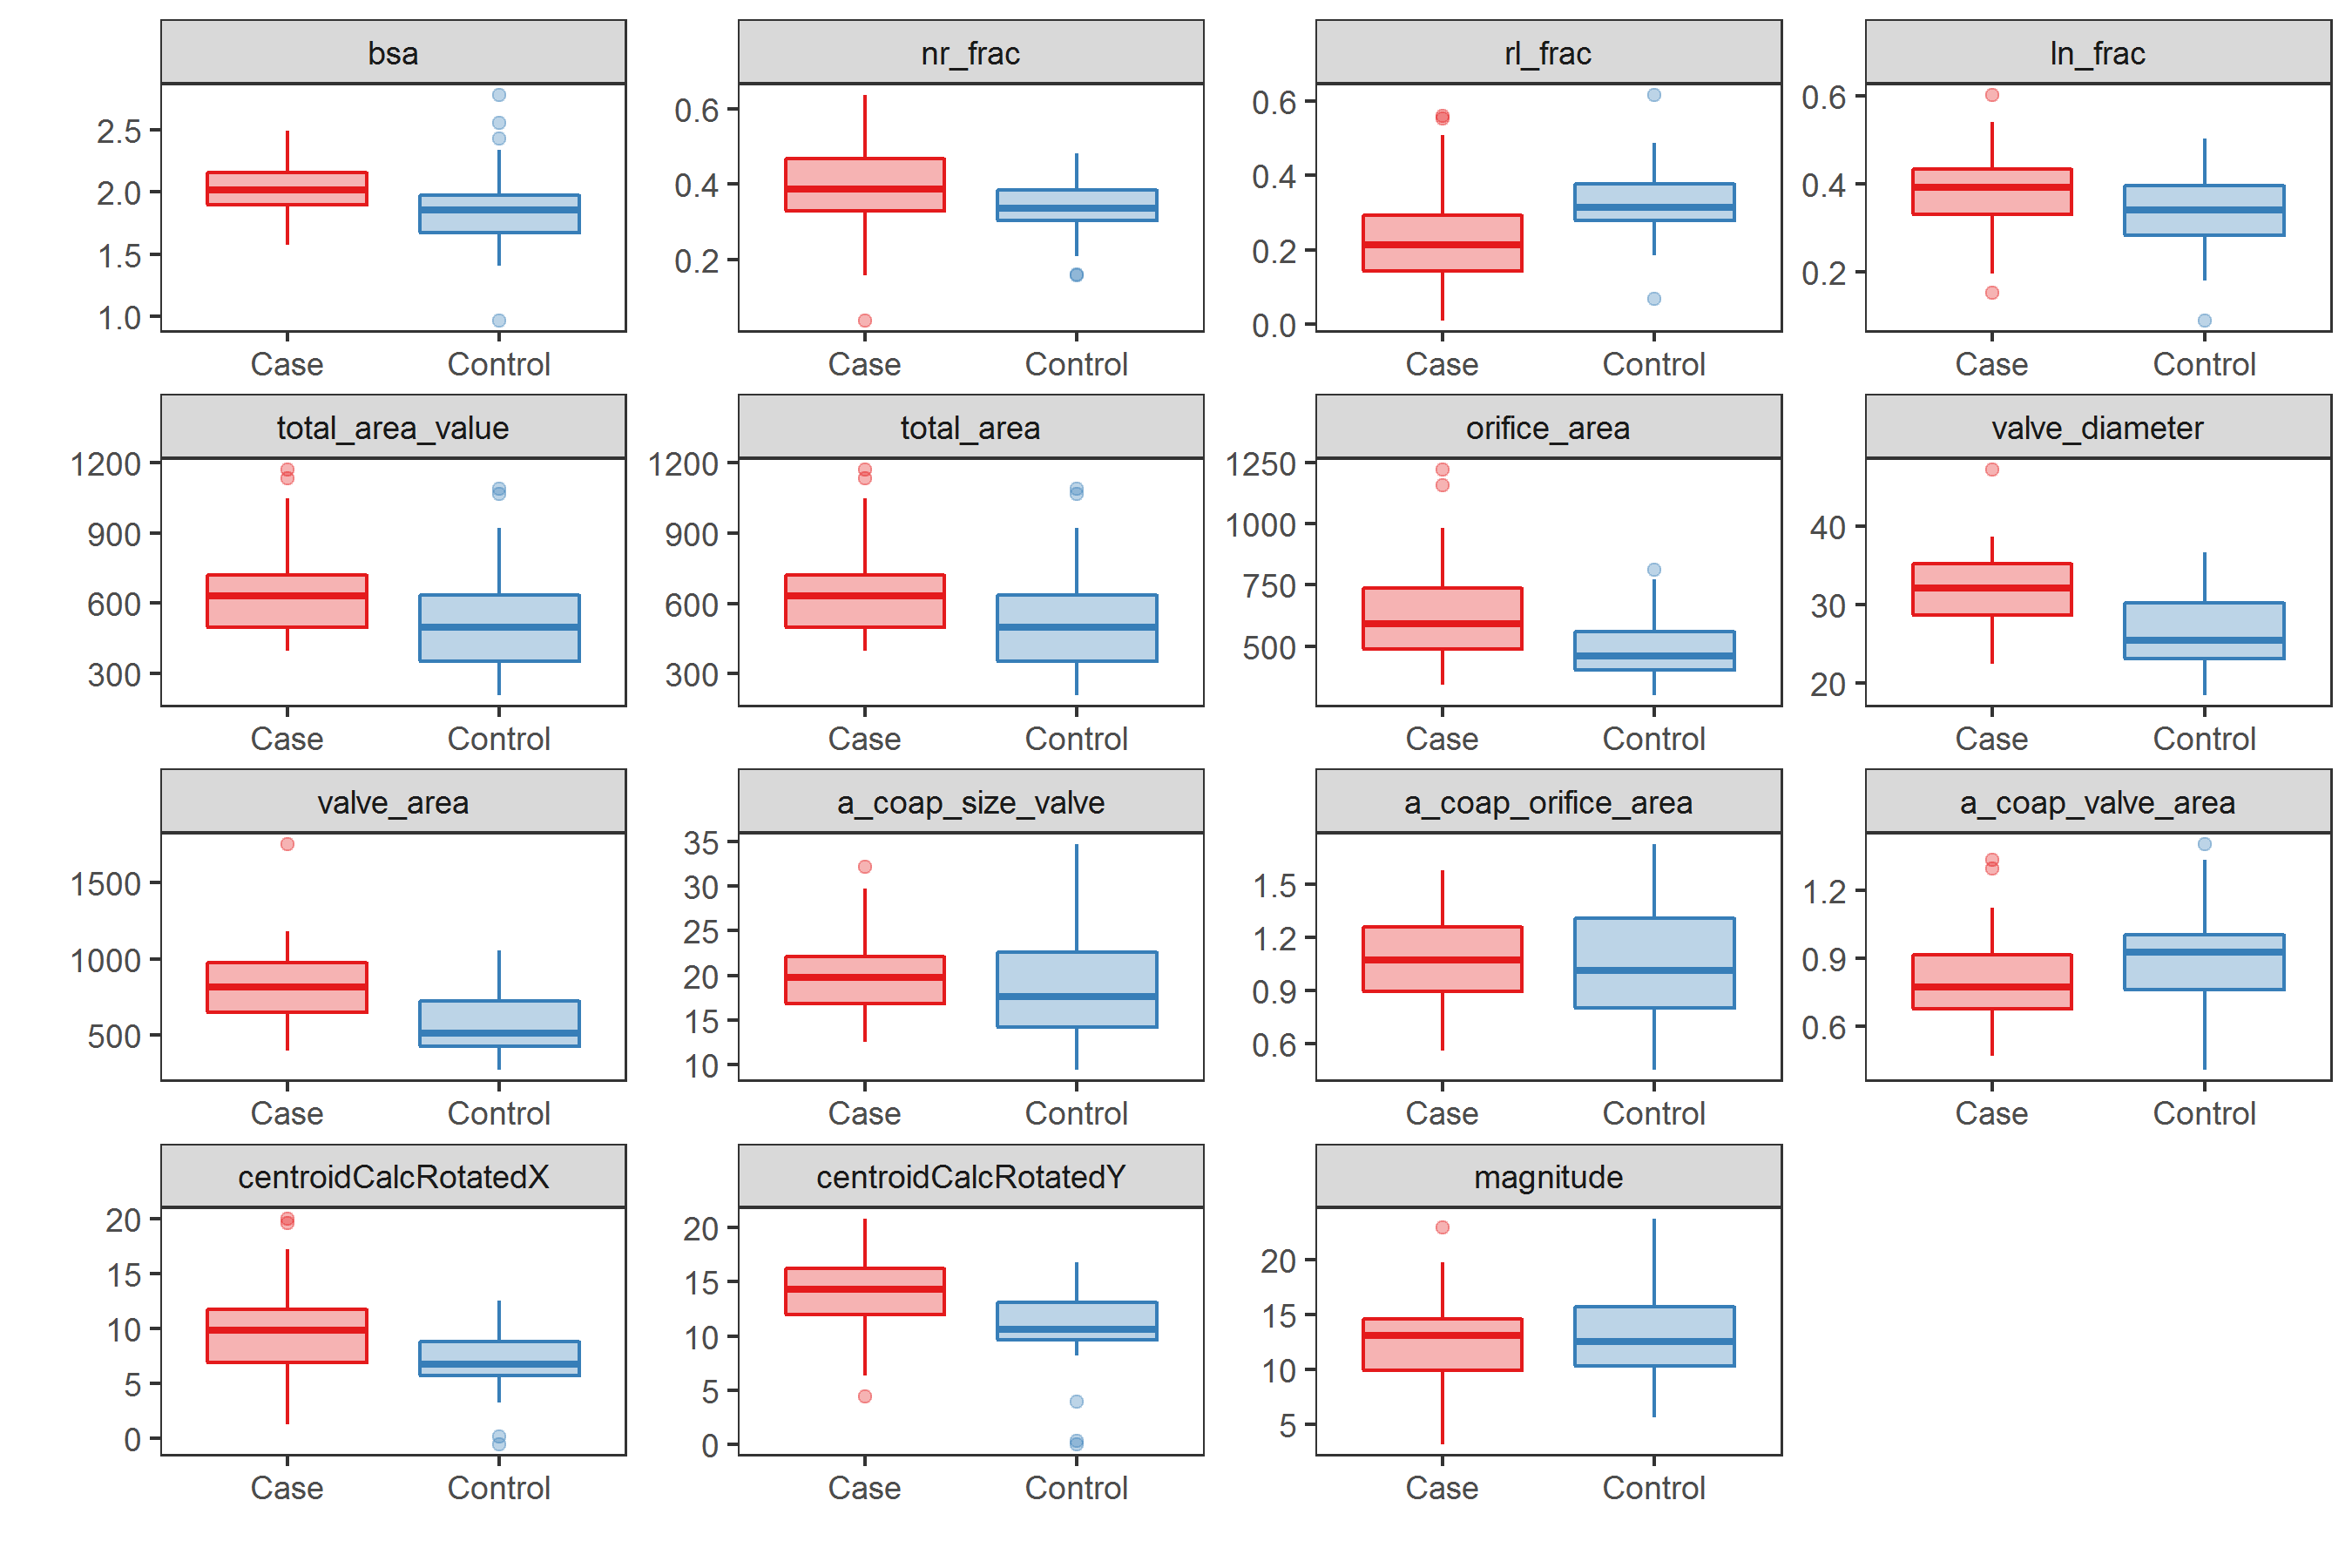 bsa nr_frac rl_frac ln_frac
2.5 0.6 0.6 0.6
2.0 0.4 0.4 0.4
1.5 0.2 0.2 0.2
1.0 0.0
Case Control Case Control Case Control Case Control
total_area_value total_area orifice_area valve_diameter
1200 1200 1250 40
900 900 1000 30
600 600 750 20
300 300 500
Case Control Case Control Case Control Case Control
valve_area a_coap_size_valve a_coap_orifice_area a_coap_valve_area
1500 35 1.5 1.2
1000 30 1.2 0.9
500 25 0.9 0.6
20 0.6
15
10
Case Control Case Control Case Control Case Control
centroidCalcRotatedX centroidCalcRotatedY magnitude
20 20 20
15 15 15
10 10 10
5 5 5
0 0
Case Control Case Control Case Control